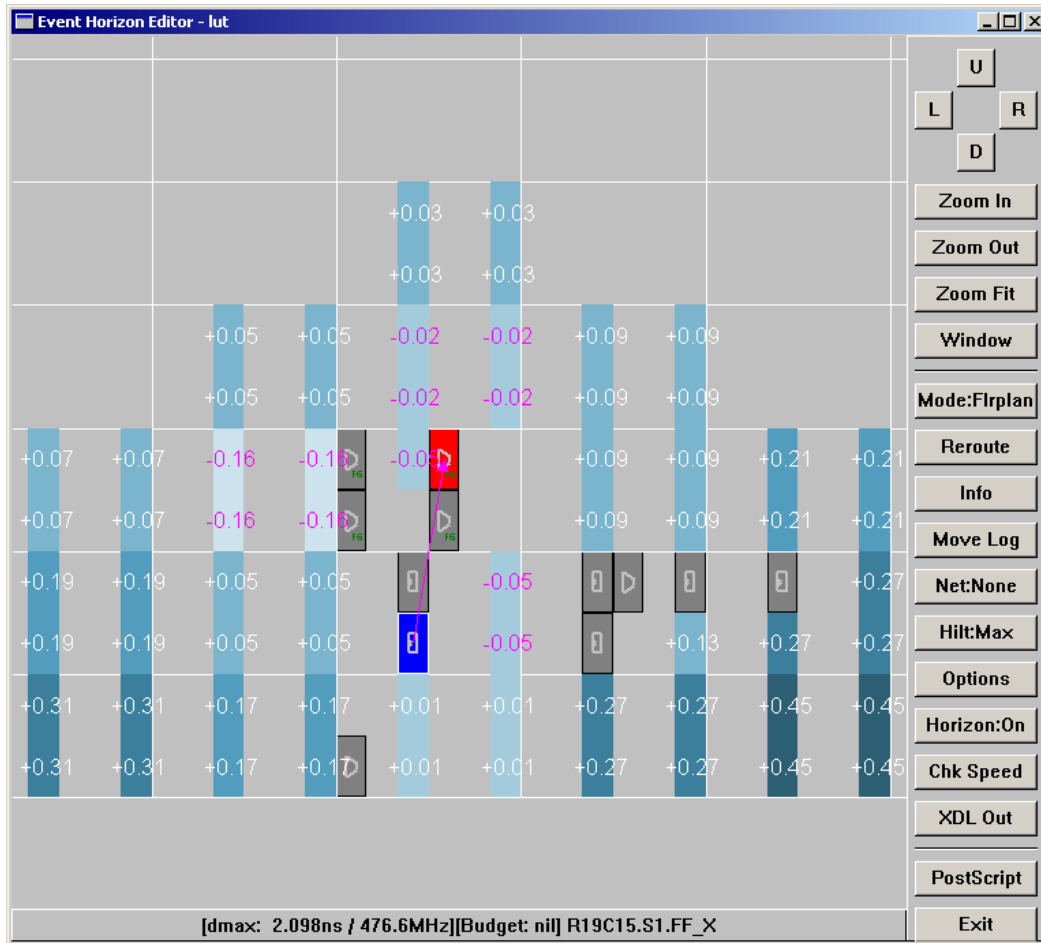 Event Horizon Editor - lut
U
L R
D
Zoom In
Zoom Out
Zoom Fit
Window
Mode:Flrplan
Reroute
Info
Move Log
Net:None
Hilt:Max
Options
Horizon:On
Chk Speed
XDL Out
PostScript
Exit
+0.03 +0.03
+0.03 +0.03
+0.05 +0.05 -0.02 -0.02 +0.09 +0.09
+0.05 +0.05 -0.02 -0.02 +0.09 +0.09
+0.07 +0.07 -0.16 -0.16 FG -0.05 FG +0.09 +0.09 +0.21 +0.21
+0.07 +0.07 -0.16 -0.16 FG FG +0.09 +0.09 +0.21 +0.21
+0.19 +0.19 +0.05 +0.05 -0.05 +0.27
+0.19 +0.19 +0.05 +0.05 -0.05 +0.13 +0.27 +0.27
+0.31 +0.31 +0.17 +0.17 +0.01 +0.01 +0.27 +0.27 +0.45 +0.45
+0.31 +0.31 +0.17 +0.17 +0.01 +0.01 +0.27 +0.27 +0.45 +0.45
[dmax: 2.098ns / 476.6MHz][Budget: nil] R19C15.S1.FF_X